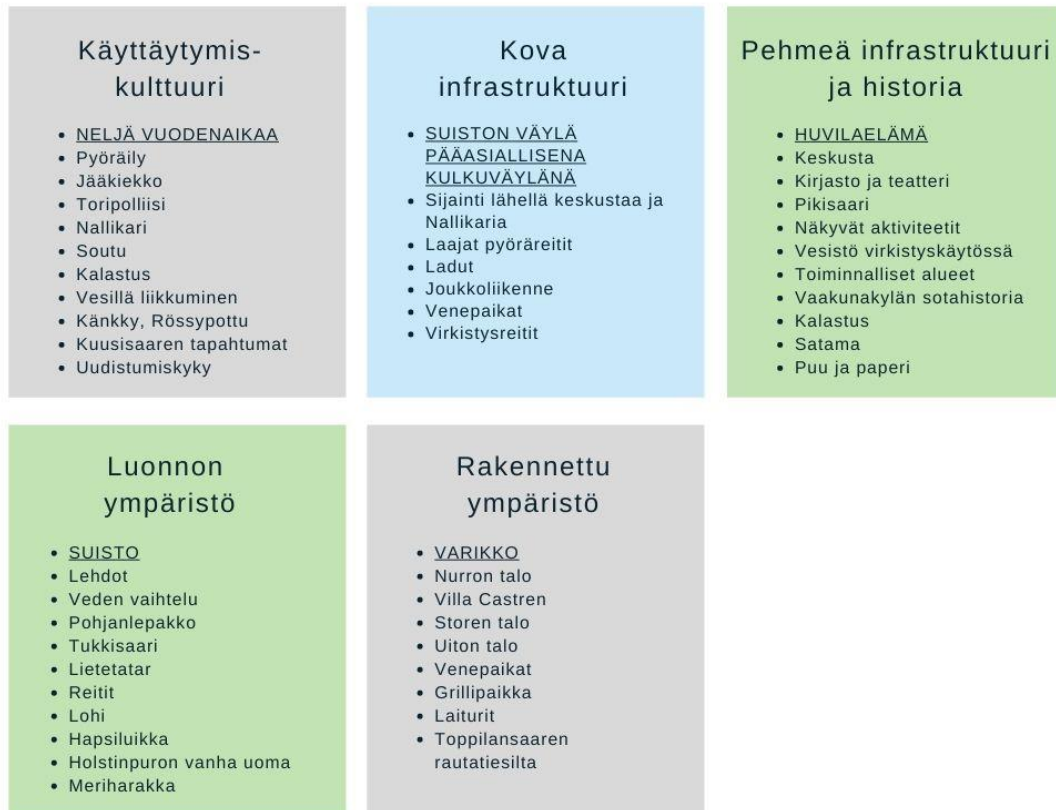 Käyttäytymis-
kulttuuri
• NELJÄ VUODENAIKAA
• Pyöräily
• Jääkiekko
• Toripolliisi
• Nallikari
• Soutu
• Kalastus
• Vesillä liikkuminen
• Känkky, Rössypottu
• Kuusisaaren tapahtumat
• Uudistumiskyky
Kova
infrastruktuuri
• SUISTON VÄYLÄ
PÄÄASIALLISENA
KULKUVÄYLÄNÄ
• Sijainti lähellä keskustaa ja
Nallikaria
• Laajat pyöräreitit
• Ladut
• Joukkoliikenne
• Venepaikat
• Virkistysreitit
Pehmeä infrastruktuuri
ja historia
• HUVILAELÄMÄ
• Keskusta
• Kirjasto ja teatteri
• Pikisaari
• Näkyvät aktiviteetit
• Vesistö virkistyskäytössä
• Toiminnalliset alueet
• Vaakunakylän sotahistoria
• Kalastus
• Satama
• Puu ja paperi
Luonnon
ympäristö
• SUISTO
• Lehdot
• Veden vaihtelu
• Pohjanlepakko
• Tukkisaari
• Lietetatar
• Reitit
• Lohi
• Hapsiluikka
• Holstinpuron vanha uoma
• Meriharakka
Rakennettu
ympäristö
• VARIKKO
• Nurron talo
• Villa Castren
• Storen talo
• Uiton talo
• Venepaikat
• Grillipaikka
• Laiturit
• Toppilansaaren
rautatiesilta